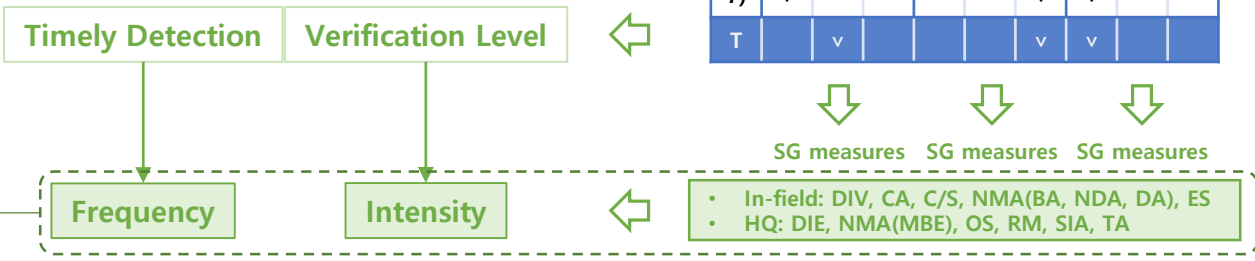 Timely Detection Verification Level
T v v v
SG measures SG measures SG measures
Frequency Intensity
• In-field: DIV, CA, C/S, NMA(BA, NDA, DA), ES
• HQ: DIE, NMA(MBE), OS, RM, SIA, TA